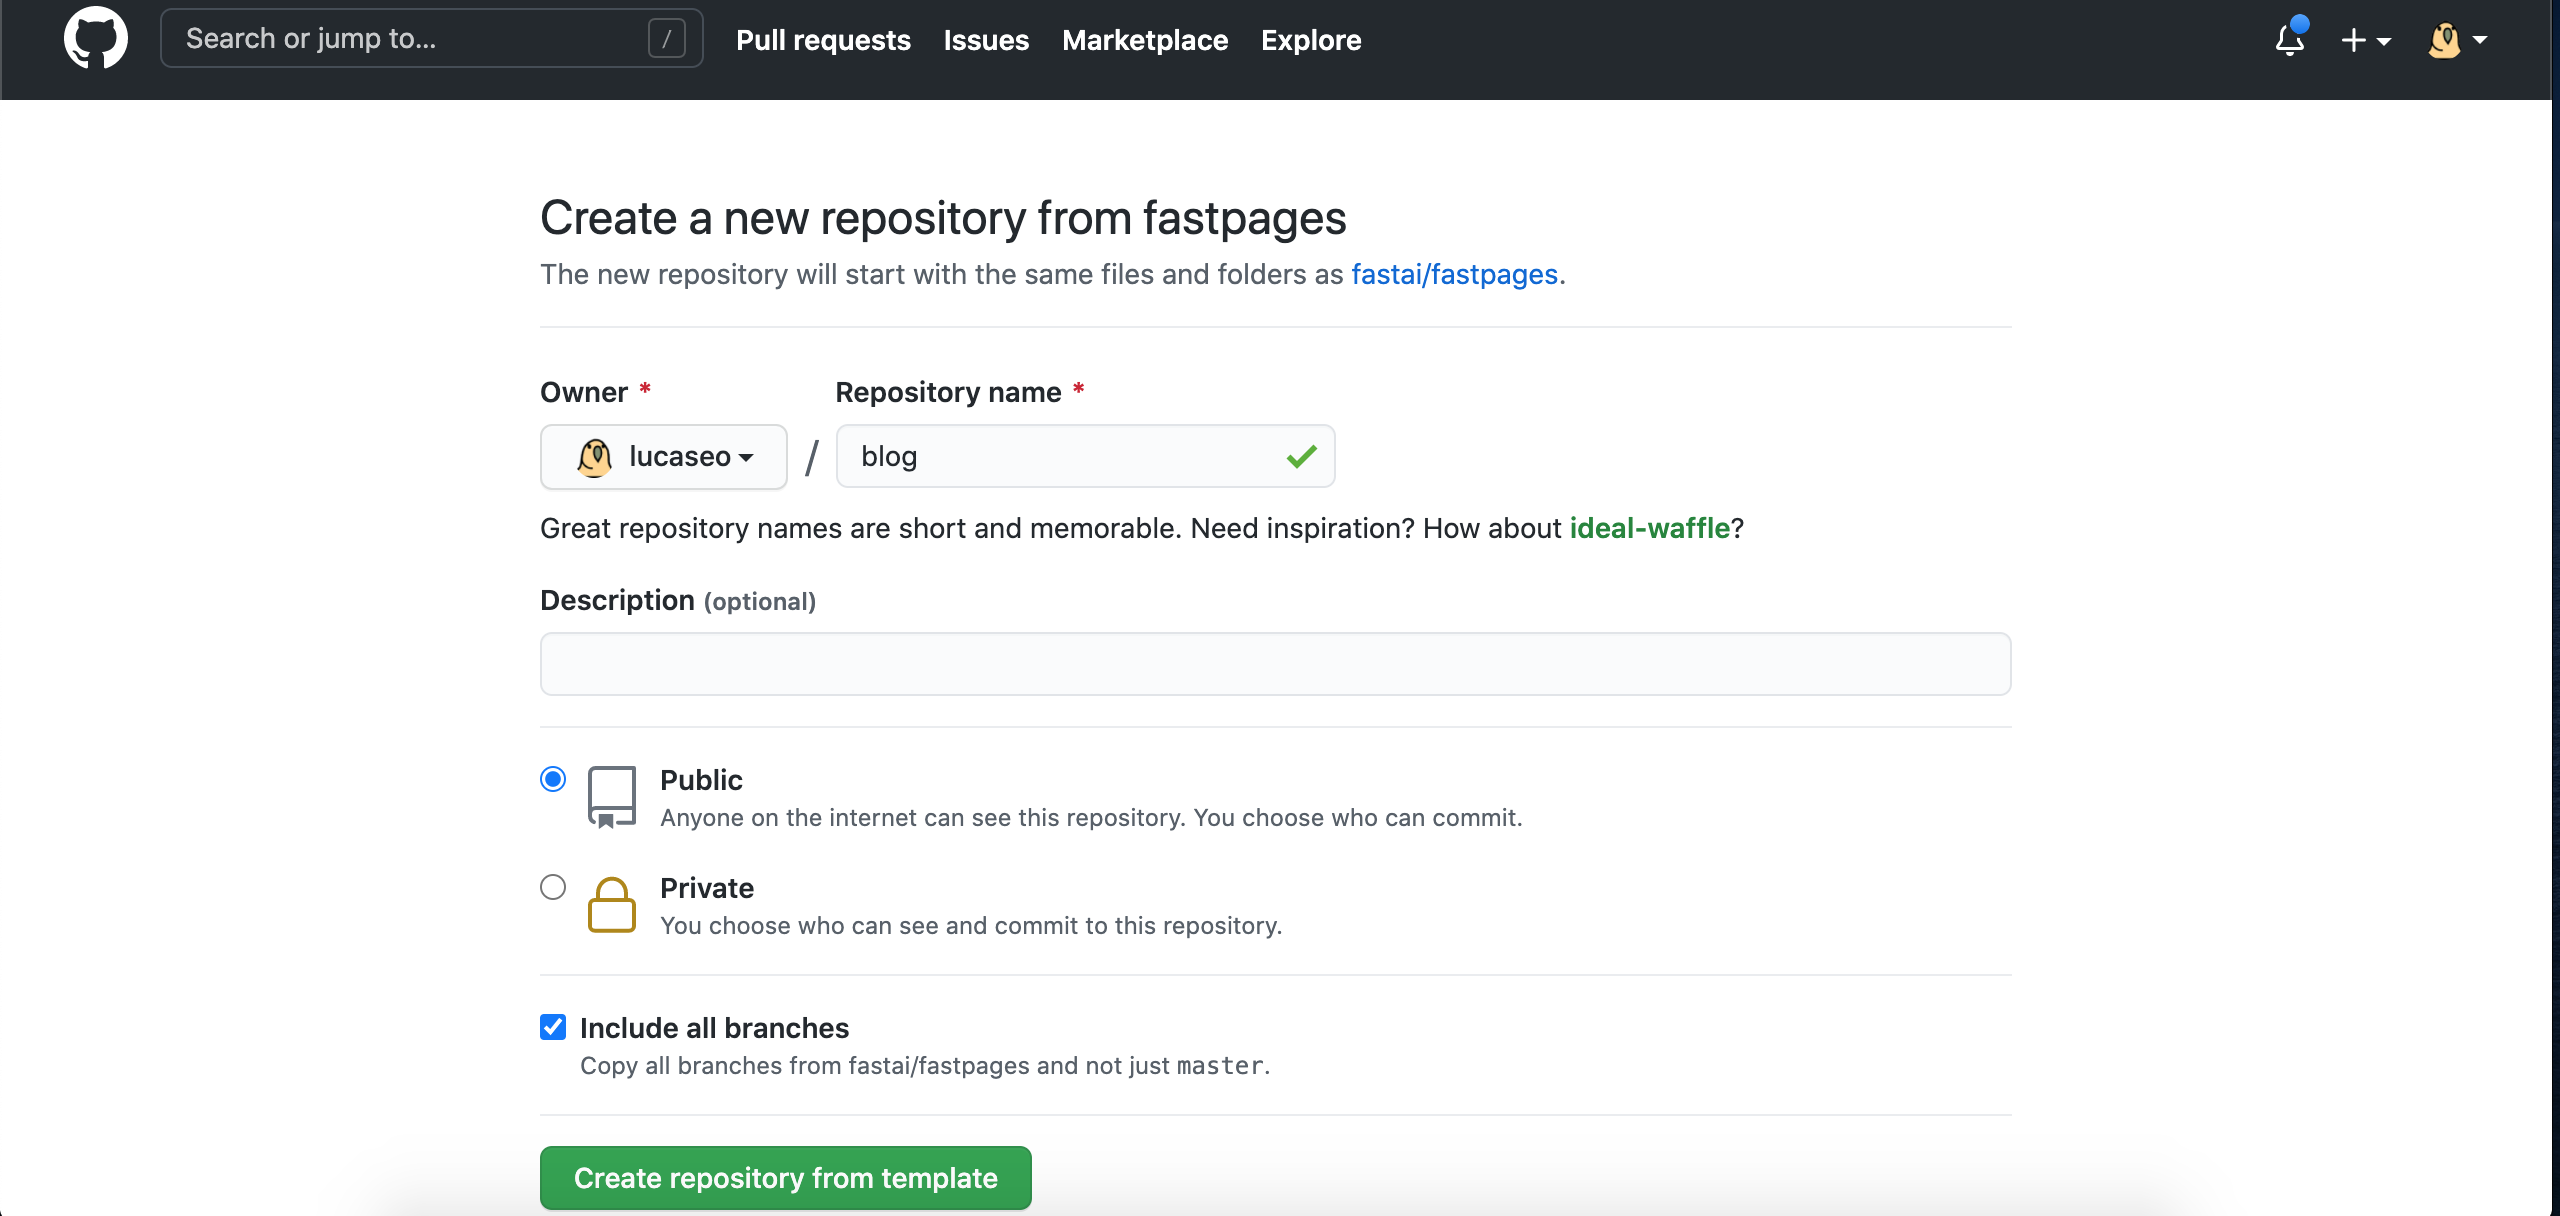 Search or jump to... / Pull requests Issues Marketplace Explore
Create a new repository from fastpages
The new repository will start with the same files and folders as fastai/fastpages.
Owner * Repository name *
lucaseo / blog
Great repository names are short and memorable. Need inspiration? How about ideal-waffle?
Description (optional)
Public
Anyone on the internet can see this repository. You choose who can commit.
Private
You choose who can see and commit to this repository.
Include all branches
Copy all branches from fastai/fastpages and not just master.
Create repository from template